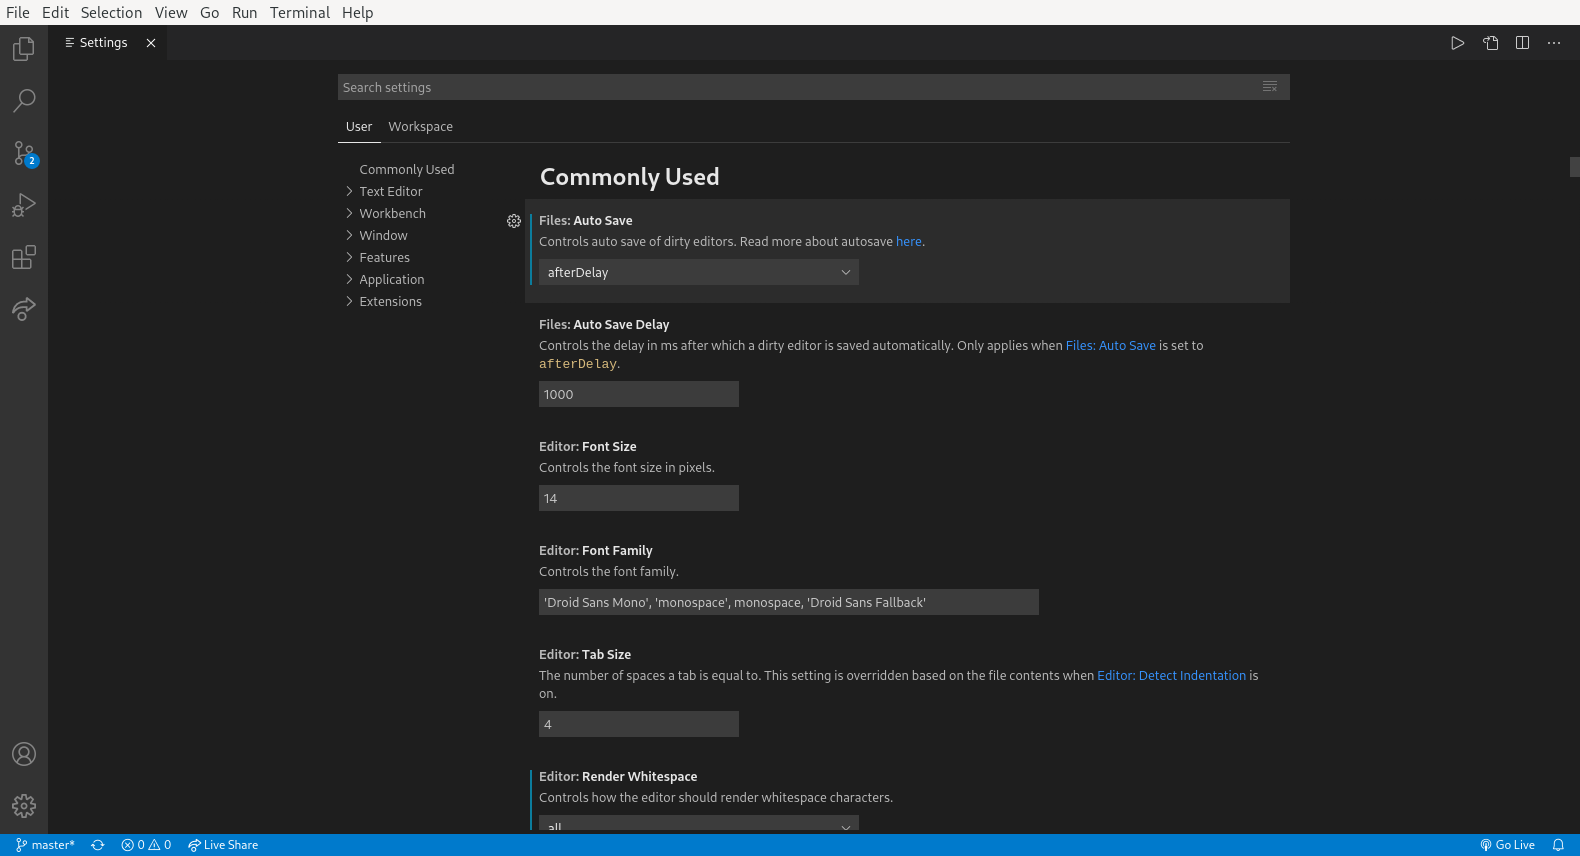 File Edit Selection View Go Run Terminal Help
Settings
Search settings
User Workspace
Commonly Used
Text Editor
Workbench
Window
Features
Application
Extensions
Commonly Used
Files: Auto Save
Controls auto save of dirty editors. Read more about autosave here.
afterDelay
Files: Auto Save Delay
Controls the delay in ms after which a dirty editor is saved automatically. Only applies when Files: Auto Save is set to
afterDelay.
1000
Editor: Font Size
Controls the font size in pixels.
14
Editor: Font Family
Controls the font family.
'Droid Sans Mono', 'monospace', monospace, 'Droid Sans Fallback'
Editor: Tab Size
The number of spaces a tab is equal to. This setting is overridden based on the file contents when Editor: Detect Indentation is
on.
4
Editor: Render Whitespace
Controls how the editor should render whitespace characters.
all
2
master* 0 0 Live Share Go Live